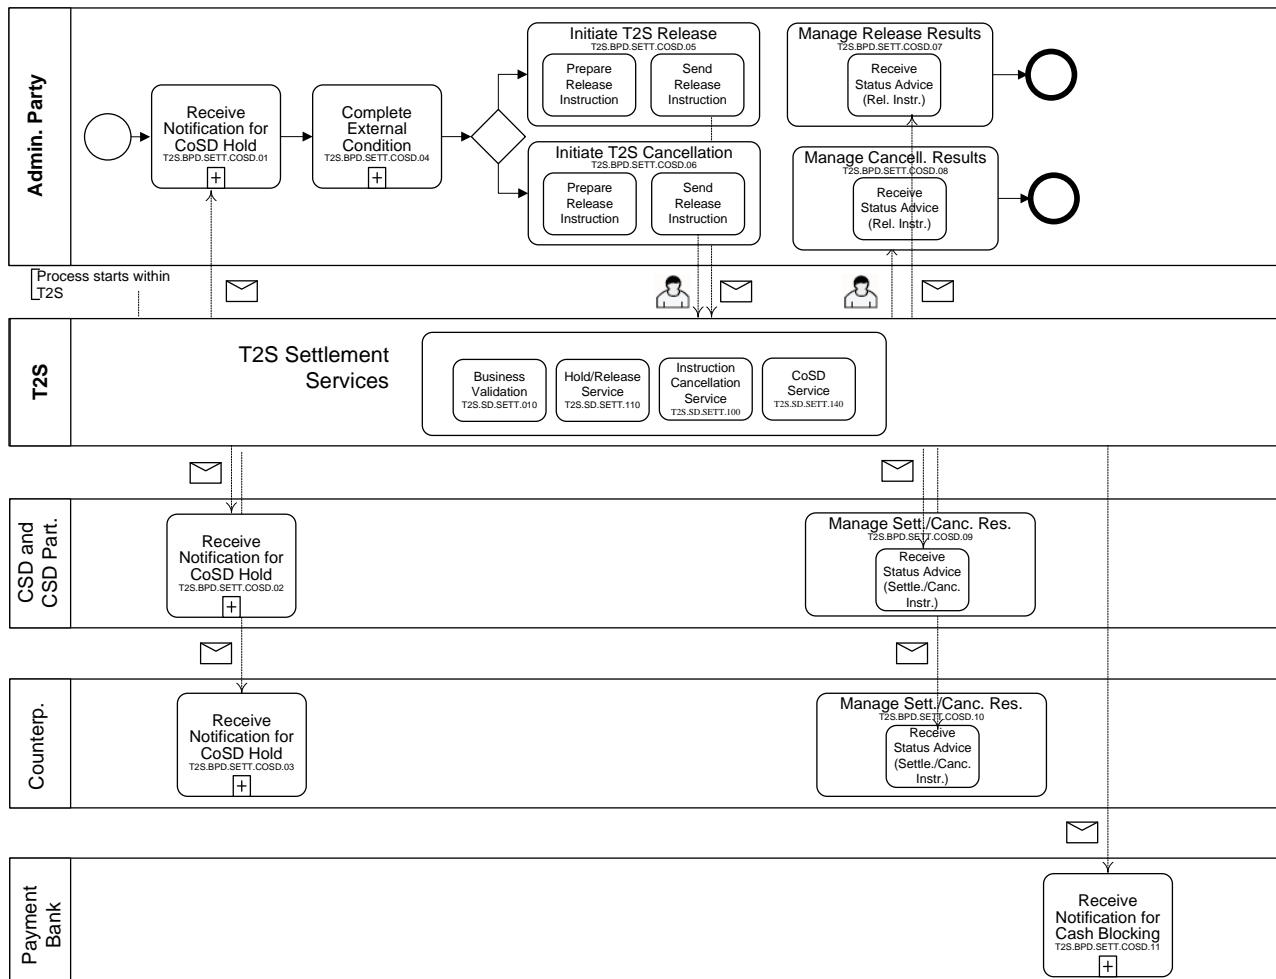 Admin. Party
Receive
Notification for
CoSD Hold
T2S.BPD.SETT.COSD.01
+
Complete
External
Condition
T2S.BPD.SETT.COSD.04
+
Initiate T2S Release
T2S.BPD.SETT.COSD.05
Prepare
Release
Instruction
Send
Release
Instruction
Initiate T2S Cancellation
T2S.BPD.SETT.COSD.06
Prepare
Release
Instruction
Send
Release
Instruction
Manage Release Results
T2S.BPD.SETT.COSD.07
Receive
Status Advice
(Rel. Instr.)
Manage Cancell. Results
T2S.BPD.SETT.COSD.08
Receive
Status Advice
(Rel. Instr.)
Process starts within
T2S
T2S
T2S Settlement
Services
Business
Validation
T2S.SD.SETT.010
Hold/Release
Service
T2S.SD.SETT.110
Instruction
Cancellation
Service
T2S.SD.SETT.100
CoSD
Service
T2S.SD.SETT.140
CSD and
CSD Part.
Receive
Notification for
CoSD Hold
T2S.BPD.SETT.COSD.02
+
Manage Sett./Canc. Res.
T2S.BPD.SETT.COSD.09
Receive
Status Advice
(Settle./Canc.
Instr.)
Counterp.
Receive
Notification for
CoSD Hold
T2S.BPD.SETT.COSD.03
+
Manage Sett./Canc. Res.
T2S.BPD.SETT.COSD.10
Receive
Status Advice
(Settle./Canc.
Instr.)
Payment
Bank
Receive
Notification for
Cash Blocking
T2S.BPD.SETT.COSD.11
+